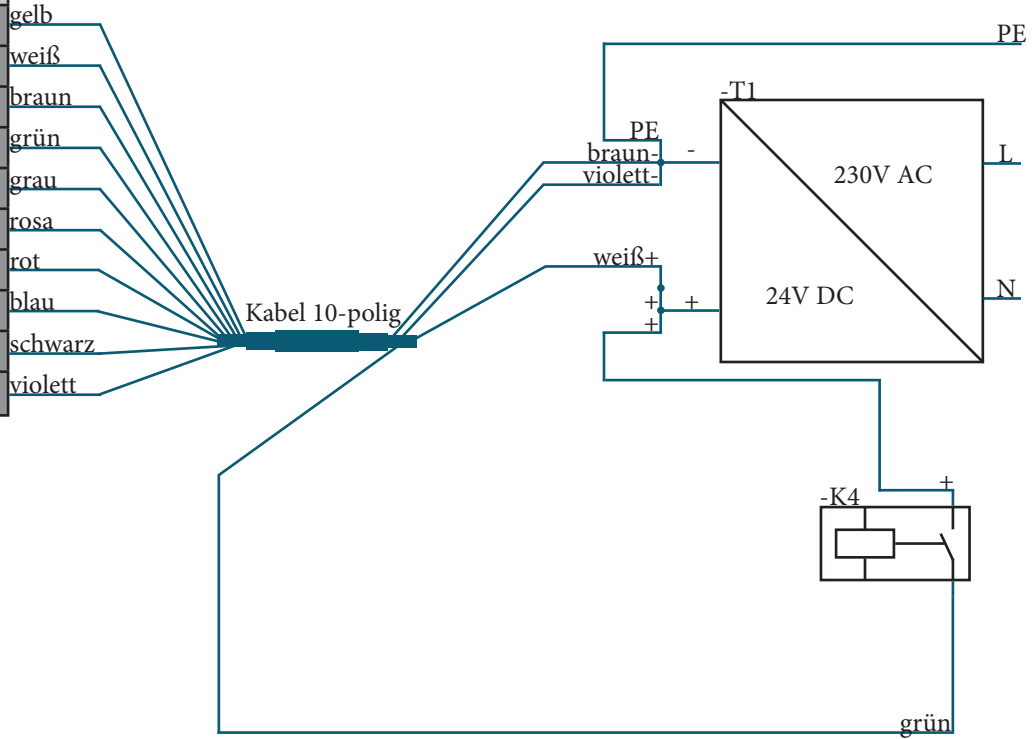 gelb
weiß
braun
grün
grau
rosa
rot
blau
schwarz
violett
Kabel 10-polig
PE
-T1
PE
braun-
-
violett-
230V AC
L
weiß+
24V DC
N
+
+
+
-K4
+
grün